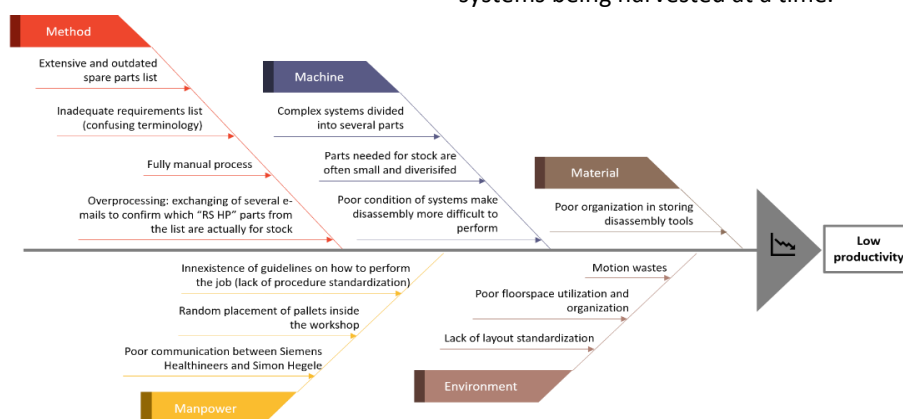 systems being harvested at a time.
Method
Extensive and outdated
spare parts list
Inadequate requirements list
(confusing terminology)
Fully manual process
Overprocessing: exchanging of several e-
mails to confirm which "RS HP" parts from
the list are actually for stock
Machine
Complex systems divided
into several parts
Parts needed for stock are
often small and diverisifed
Poor condition of systems make
disassembly more difficult to
perform
Material
Poor organization in storing
disassembly tools
Low
productivity
Innexistence of guidelines on how to perform
the job (lack of procedure standardization)
Random placement of pallets inside
the workshop
Poor communication between Siemens
Healthineers and Simon Hegele
Manpower
Motion wastes
Poor floorspace utilization and
organization
Lack of layout standardization
Environment